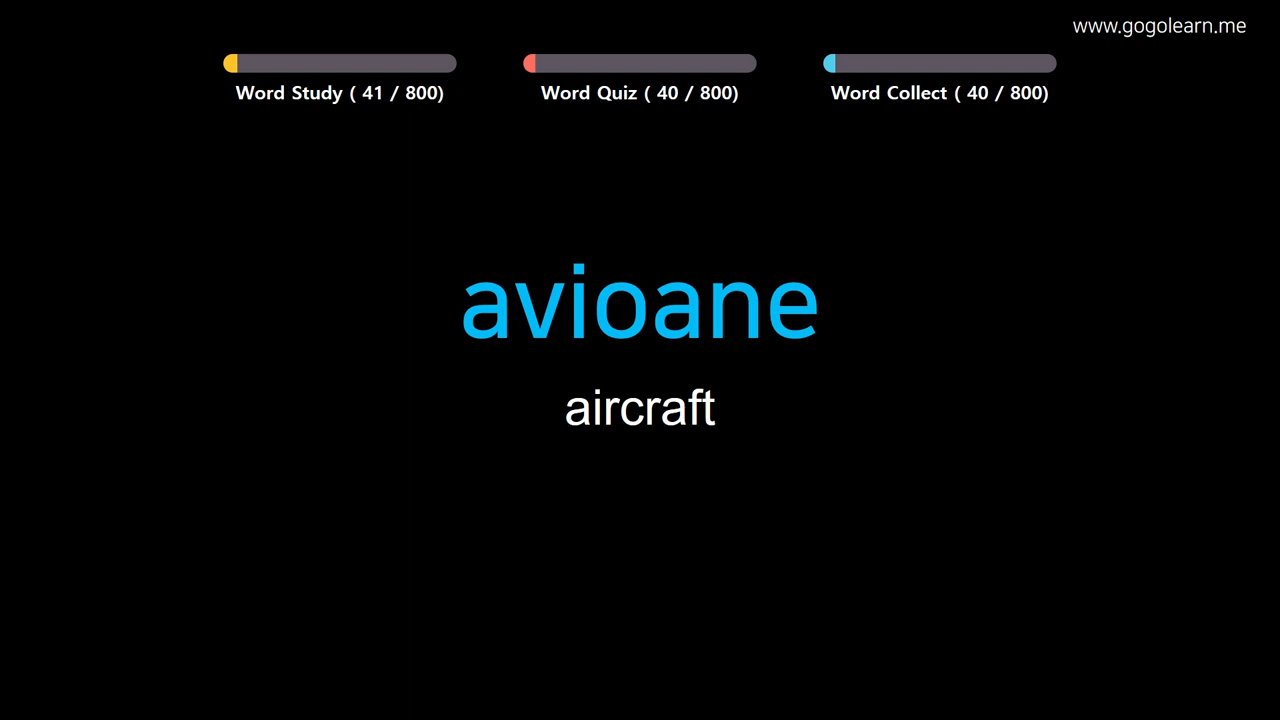 www.gogolearn.me
Word Study ( 41 / 800)
Word Quiz ( 40 / 800)
Word Collect ( 40 / 800)
avioane
aircraft